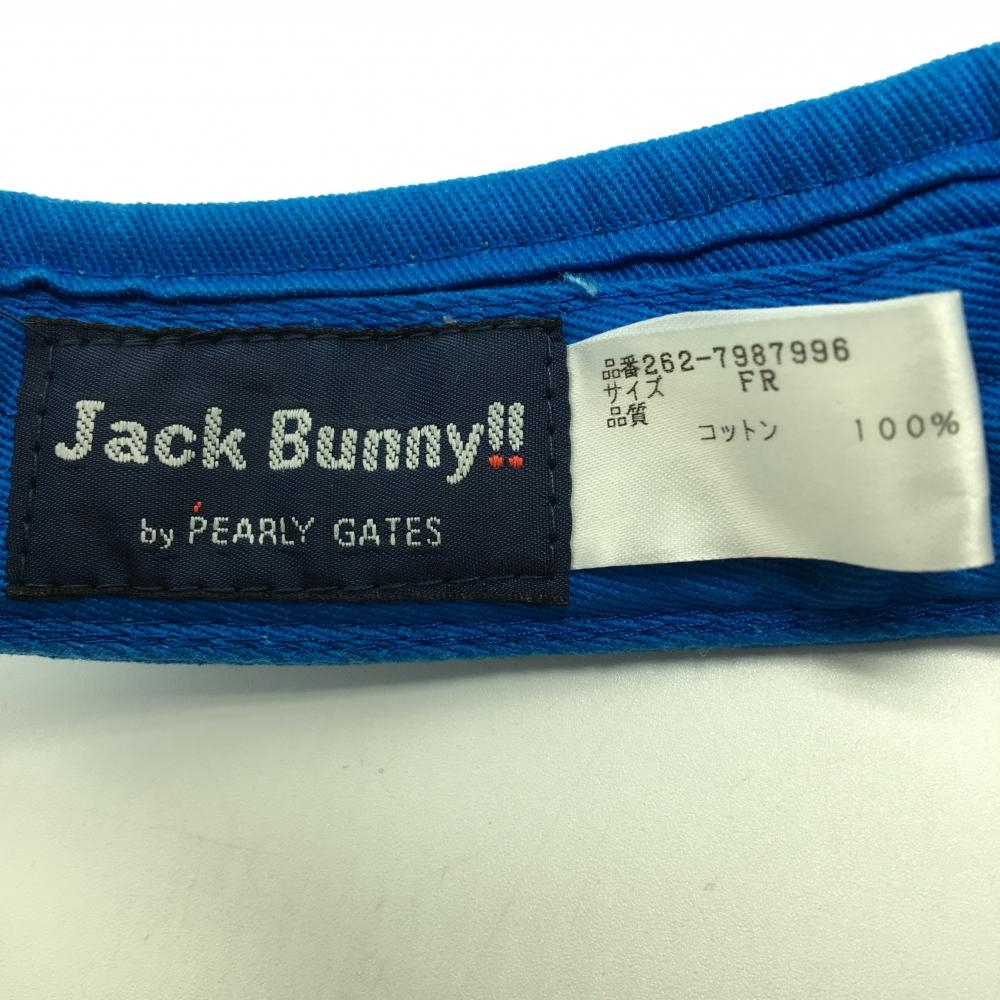 Jack Bunny!!
by PEARLY GATES
品番262-7987996
サイズ FR
品質 コットン 100%